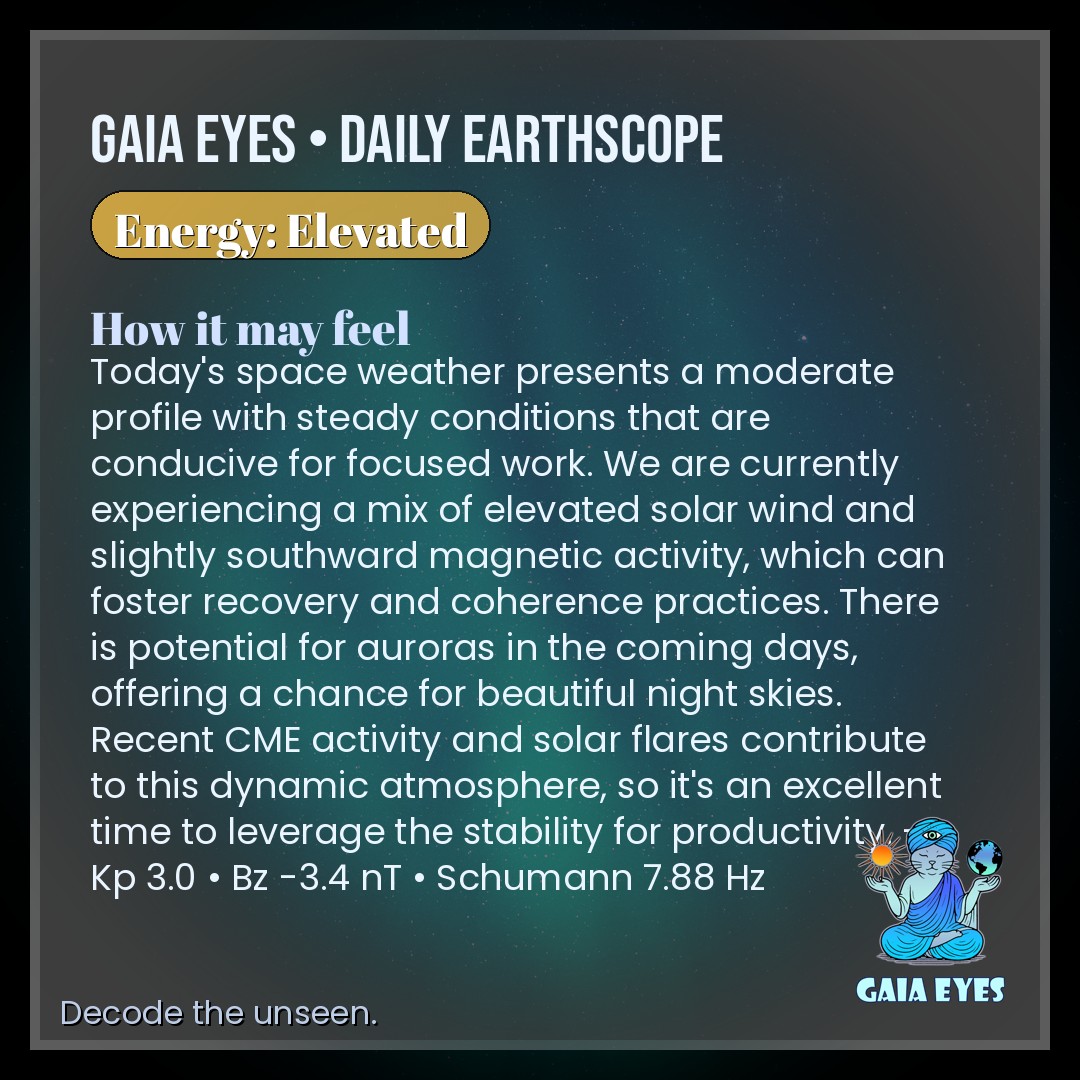 GAIA EYES • DAILY EARTHSCOPE
Energy: Elevated
How it may feel
Today's space weather presents a moderate
profile with steady conditions that are
conducive for focused work. We are currently
experiencing a mix of elevated solar wind and
slightly southward magnetic activity, which can
foster recovery and coherence practices. There
is potential for auroras in the coming days,
offering a chance for beautiful night skies.
Recent CME activity and solar flares contribute
to this dynamic atmosphere, so it's an excellent
time to leverage the stability for productivity. -
Kp 3.0 • Bz -3.4 nT • Schumann 7.88 Hz
GAIA EYES
Decode the unseen.